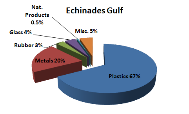 Echinades Gulf
Nat.
Products
0.5%
Misc. 5%
Glass 4%
Rubber 3%
Metals 20%
Plastics 67%